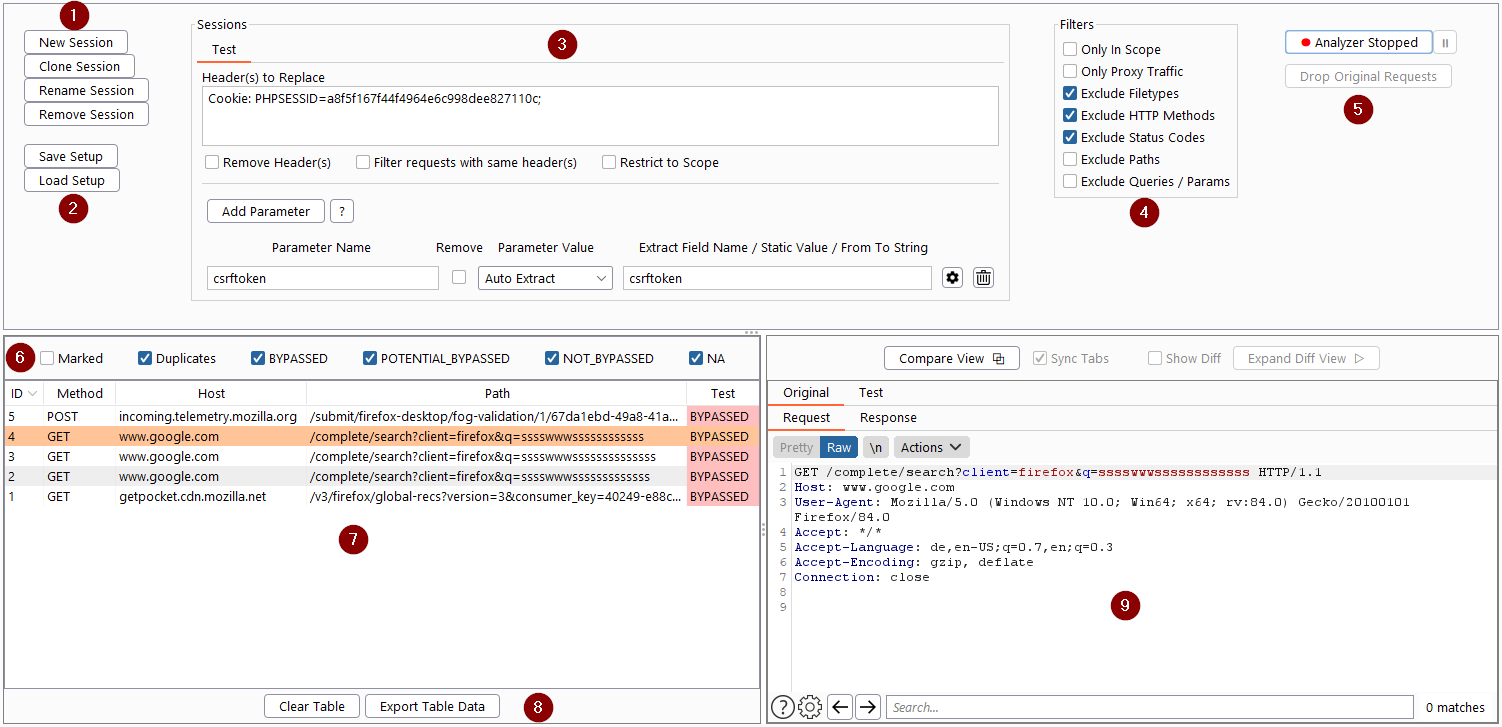 1
New Session
Clone Session
Rename Session
Remove Session
Save Setup
Load Setup
2
Sessions
Test
3
Header(s) to Replace
Cookie: PHPSESSID=a8f5f167f44f4964e6c998dee827110c;
Remove Header(s) Filter requests with same header(s) Restrict to Scope
Add Parameter ?
Parameter Name Remove Parameter Value Extract Field Name / Static Value / From To String
csrftoken Auto Extract csrftoken
Filters
Only In Scope
Only Proxy Traffic
Exclude Filetypes
Exclude HTTP Methods
Exclude Status Codes
Exclude Paths
Exclude Queries / Params
4
Analyzer Stopped
Drop Original Requests
5
6 Marked Duplicates BYPASSED POTENTIAL_BYPASSED NOT_BYPASSED NA
ID Method Host Path Test
5 POST incoming.telemetry.mozilla.org /submit/firefox-desktop/fog-validation/1/67da1ebd-49a8-41a... BYPASSED
4 GET www.google.com /complete/search?client=firefox&q=sssswwwssssssssssss BYPASSED
3 GET www.google.com /complete/search?client=firefox&q=sssswwwssssssssssssss BYPASSED
2 GET www.google.com /complete/search?client=firefox&q=sssswwwsssssssssssss BYPASSED
1 GET getpocket.cdn.mozilla.net /v3/firefox/global-recs?version=3&consumer_key=40249-e88c... BYPASSED
7
Clear Table Export Table Data 8
Compare View Sync Tabs Show Diff Expand Diff View
Original Test
Request Response
Pretty Raw \n Actions
1 GET /complete/search?client=firefox&q=sssswwwssssssssssss HTTP/1.1
2 Host: www.google.com
3 User-Agent: Mozilla/5.0 (Windows NT 10.0; Win64; x64; rv:84.0) Gecko/20100101
Firefox/84.0
4 Accept: */*
5 Accept-Language: de,en-US;q=0.7,en;q=0.3
6 Accept-Encoding: gzip, deflate
7 Connection: close
8
9
9
? Search... 0 matches